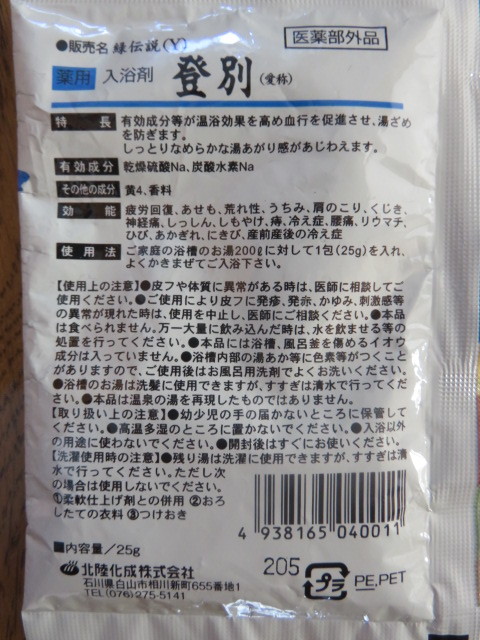 ●販売名 緑伝説(Y) 医薬部外品
薬用 入浴剤 登別(愛称)
特長 有効成分等が温浴効果を高め血行を促進させ、湯ざめ
を防ぎます。
しっとりなめらかな湯あがり感があじわえます。
有効成分 乾燥硫酸Na、炭酸水素Na
その他の成分 黄4、香料
効能 疲労回復、あせも、荒れ性、うちみ、肩のこり、くじき、
神経痛、しっしん、しもやけ、痔、冷え症、腰痛、リウマチ、
ひび、あかぎれ、にきび、産前産後の冷え症
使用法 ご家庭の浴槽のお湯200ℓに対して1包(25g)を入れ、
よくかきまぜてご入浴下さい。
【使用上の注意】●皮フや体質に異常がある時は、医師に相談してご
使用ください。●ご使用により皮フに発疹、発赤、かゆみ、刺激感等
の異常が現れた時は、使用を中止し、医師にご相談ください。●本品
は食べられません。万一大量に飲み込んだ時は、水を飲ませる等の
処置を行ってください。●本品には浴槽、風呂釜を傷めるイオウ
成分は入っていません。●浴槽内部の湯あか等に色素等がつくこと
がありますので、ご使用後はお風呂用洗剤でよくお洗いください。
●浴槽のお湯は洗髪に使用できますが、すすぎは清水で行ってくだ
さい。●本品は温泉の湯を再現したものではありません。
【取り扱い上の注意】●幼少児の手の届かないところに保管して
ください。●高温多湿のところに置かないでください。●入浴以外
の用途に使わないでください。●開封後はすぐにお使いください。
【洗濯使用時の注意】●残り湯は洗濯に使用できますが、すすぎは清
水で行ってください。ただし次
の場合は使用しないでください。
①柔軟仕上げ剤との併用 ②おろ
したての衣料 ③つけおき
4 938165 040011
■内容量/25g
北陸化成株式会社
石川県白山市相川新町655番地1
TEL(076)275-5141
205
プラ
PE,PET